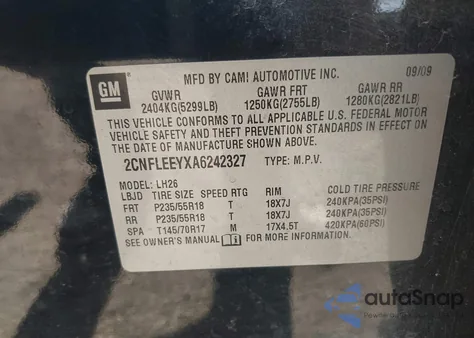 GM
MFD BY CAMI AUTOMOTIVE INC. 09/09
GVWR GAWR FRT GAWR RR
2404KG(5299LB) 1250KG(2755LB) 1280KG(2821LB)
THIS VEHICLE CONFORMS TO ALL APPLICABLE U.S. FEDERAL MOTOR
VEHICLE SAFETY AND THEFT PREVENTION STANDARDS IN EFFECT ON
THE DATE OF MANUFACTURE SHOWN ABOVE.
2CNFLEEYXA6242327 TYPE: M.P.V.
MODEL: LH26
LBJD TIRE SIZE SPEED RTG RIM COLD TIRE PRESSURE
FRT P235/55R18 T 18X7J 240KPA(35PSI)
RR P235/55R18 T 18X7J 240KPA(35PSI)
SPA T145/70R17 M 17X4.5T 420KPA(60PSI)
SEE OWNER'S MANUAL FOR MORE INFORMATION.
autoSnap